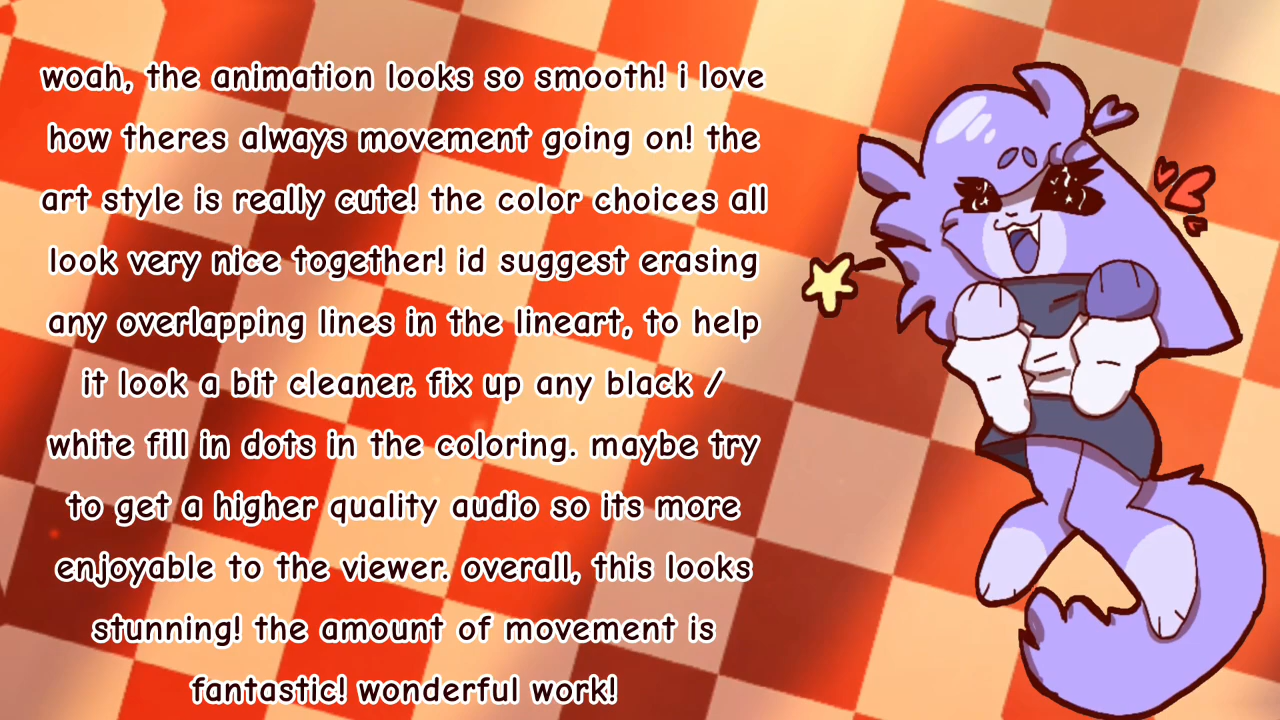 woah, the animation looks so smooth! i love
how theres always movement going on! the
art style is really cute! the color choices all
look very nice together! id suggest erasing
any overlapping lines in the lineart, to help
it look a bit cleaner. fix up any black /
white fill in dots in the coloring. maybe try
to get a higher quality audio so its more
enjoyable to the viewer. overall, this looks
stunning! the amount of movement is
fantastic! wonderful work!